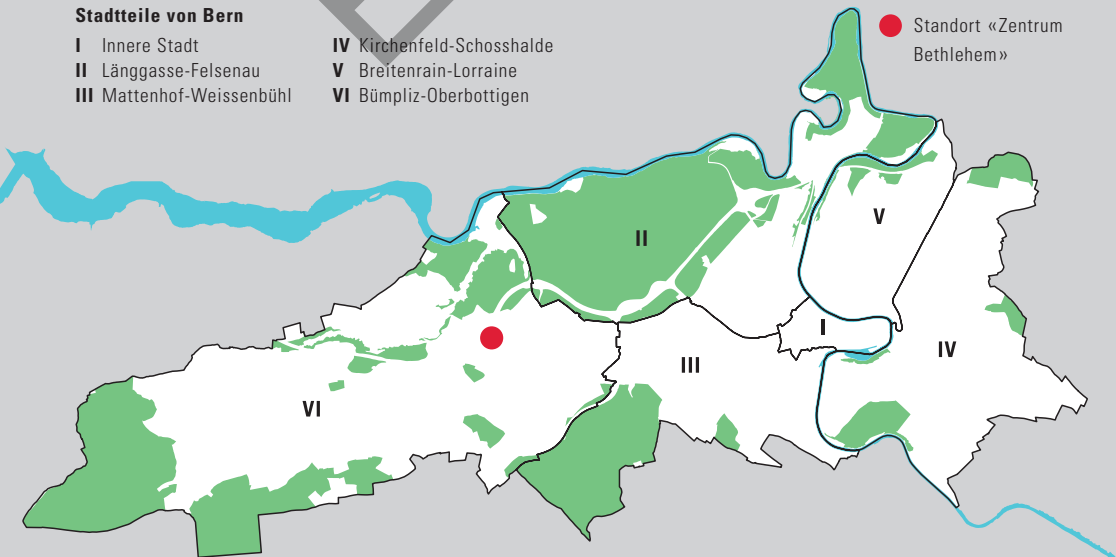 Stadtteile von Bern
I Innere Stadt
II Länggasse-Felsenau
III Mattenhof-Weissenbühl
IV Kirchenfeld-Schosshalde
V Breitenrain-Lorraine
VI Bümpliz-Oberbottigen
Standort «Zentrum
Bethlehem»
II
V
I
IV
III
VI